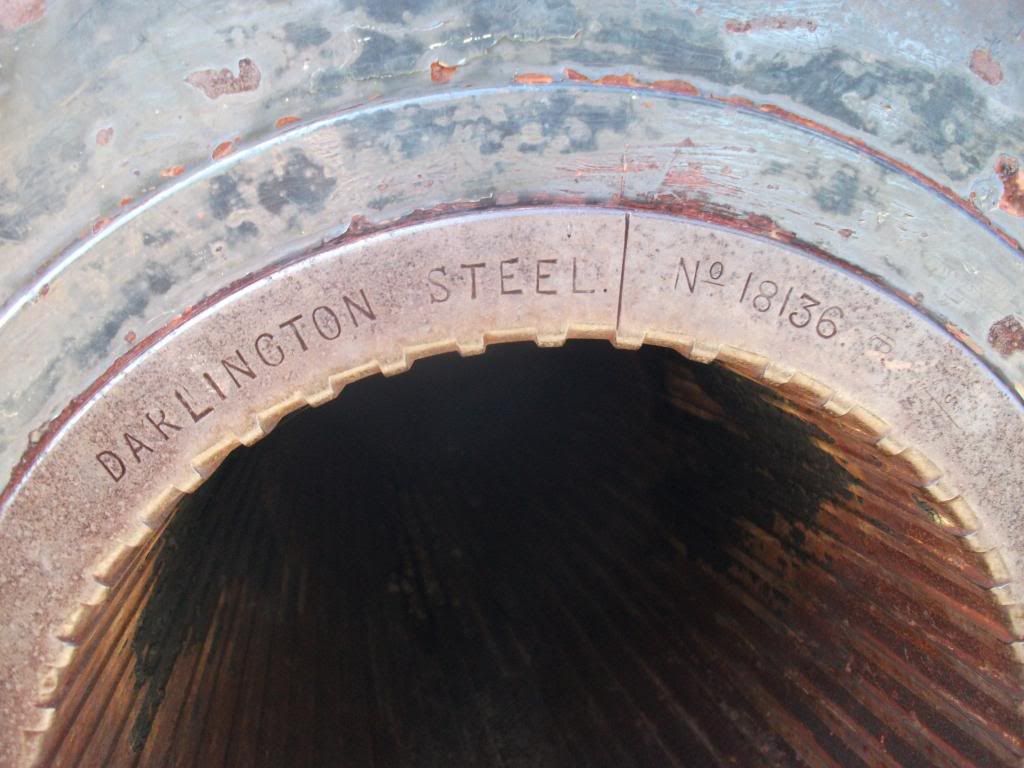 DARLINGTON STEEL. Nº 18136.